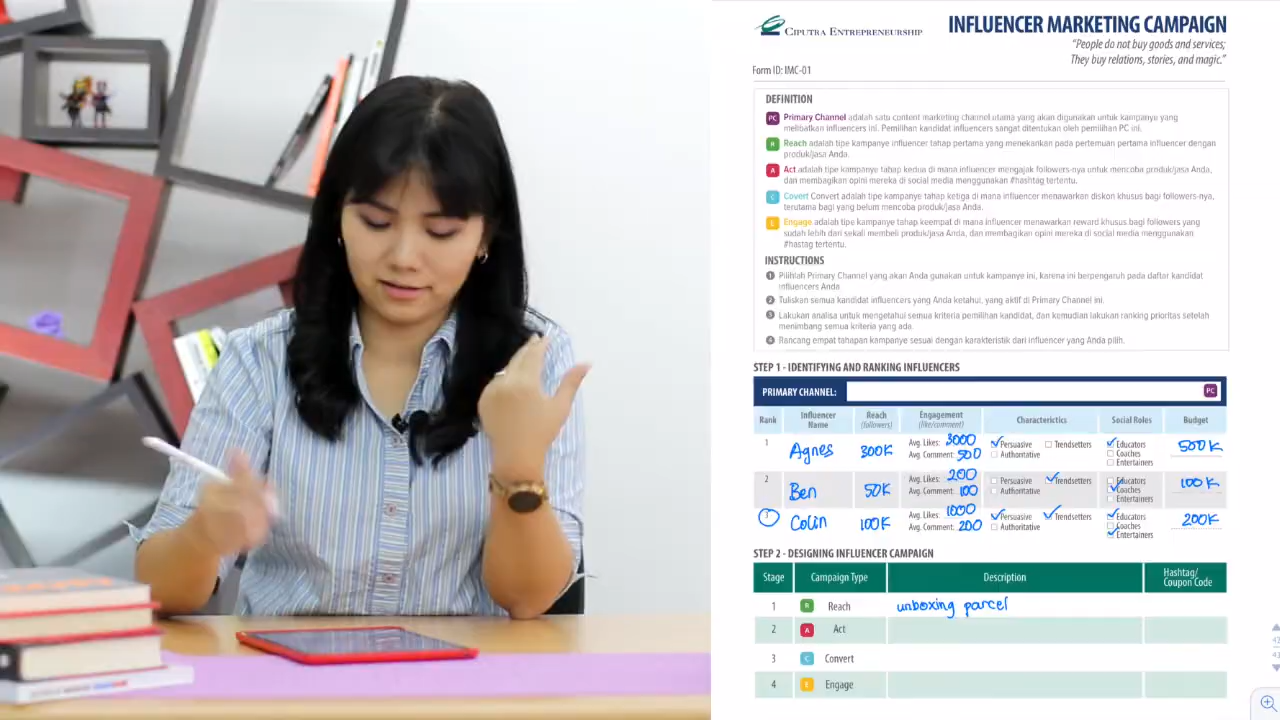 CIPUTRA ENTREPRENEURSHIP
INFLUENCER MARKETING CAMPAIGN
"People do not buy goods and services;
They buy relations, stories, and magic."
Form ID: IMC-01
DEFINITION
PC Primary Channel adalah satu content marketing channel utama yang akan digunakan untuk kampanye yang
melibatkan influencers ini. Pemilihan kandidat influencers sangat ditentukan oleh pemilihan PC ini.
R Reach adalah tipe kampanye influencer tahap pertama yang menekankan pada pertemuan pertama influencer dengan
produk/jasa Anda.
A Act adalah tipe kampanye tahap kedua di mana influencer mengajak followers-nya untuk mencoba produk/jasa Anda,
dan membagikan opini mereka di social media menggunakan #hashtag tertentu.
C Covert Convert adalah tipe kampanye tahap ketiga di mana influencer menawarkan diskon khusus bagi followers-nya,
terutama bagi yang belum mencoba produk/jasa Anda.
E Engage adalah tipe kampanye tahap keempat di mana influencer menawarkan reward khusus bagi followers yang
sudah lebih dari sekali membeli produk/jasa Anda, dan membagikan opini mereka di social media menggunakan
#hastag tertentu.
INSTRUCTIONS
1 Pilihlah Primary Channel yang akan Anda gunakan untuk kampanye ini, karena ini berpengaruh pada daftar kandidat
influencers Anda.
2 Tuliskan semua kandidat influencers yang Anda ketahui, yang aktif di Primary Channel ini.
3 Lakukan analisa untuk mengetahui semua kriteria pemilihan kandidat, dan kemudian lakukan ranking prioritas setelah
menimbang semua kriteria yang ada.
4 Rancang empat tahapan kampanye sesuai dengan karakteristik dari influencer yang Anda pilih.
STEP 1 - IDENTIFYING AND RANKING INFLUENCERS
PRIMARY CHANNEL: PC
Rank Influencer Name Reach (followers) Engagement (like/comment) Characterictics Social Roles Budget
1 Agnes 300K Avg. Likes: 3000 Persuasive Trendsetters Educators 500K
Avg. Comment: 500 Authoritative Coaches
Entertainers
2 Ben 50K Avg. Likes: 200 Persuasive Trendsetters Educators 100K
Avg. Comment: 100 Authoritative Coaches
Entertainers
3 Colin 100K Avg. Likes: 1000 Persuasive Trendsetters Educators 200K
Avg. Comment: 200 Authoritative Coaches
Entertainers
STEP 2 - DESIGNING INFLUENCER CAMPAIGN
Stage Campaign Type Description Hashtag/ Coupon Code
1 R Reach unboxing parcel
2 A Act
3 C Convert
4 E Engage